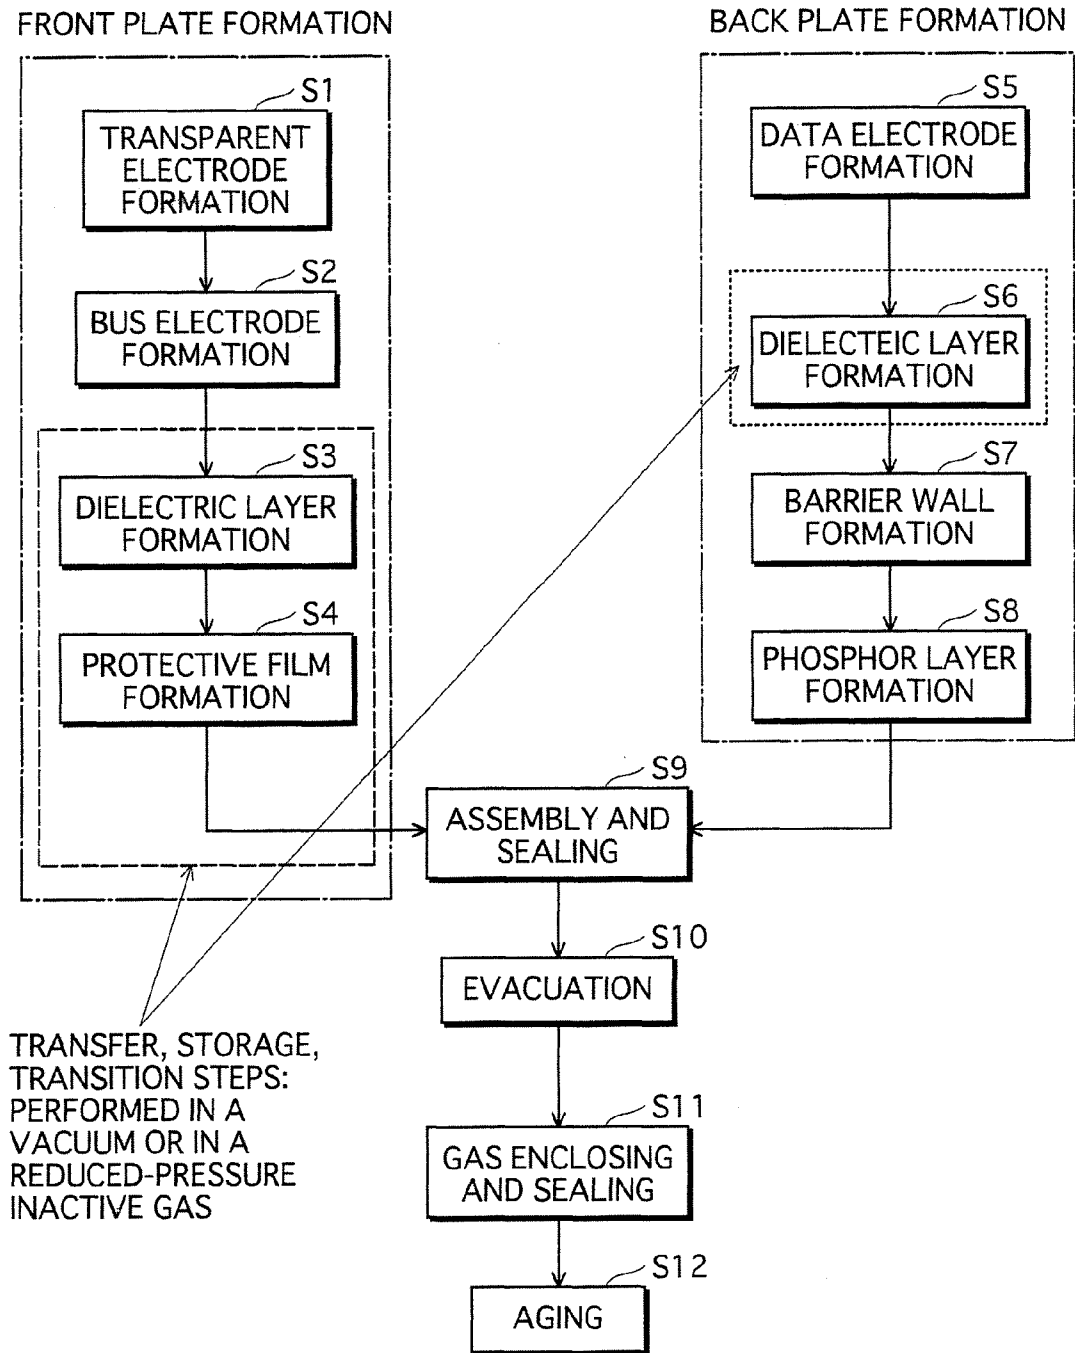 FRONT PLATE FORMATION
S1
TRANSPARENT
ELECTRODE
FORMATION
S2
BUS ELECTRODE
FORMATION
S3
DIELECTRIC LAYER
FORMATION
S4
PROTECTIVE FILM
FORMATION
BACK PLATE FORMATION
S5
DATA ELECTRODE
FORMATION
S6
DIELECTEIC LAYER
FORMATION
S7
BARRIER WALL
FORMATION
S8
PHOSPHOR LAYER
FORMATION
S9
ASSEMBLY AND
SEALING
S10
EVACUATION
S11
GAS ENCLOSING
AND SEALING
S12
AGING
TRANSFER, STORAGE,
TRANSITION STEPS:
PERFORMED IN A
VACUUM OR IN A
REDUCED-PRESSURE
INACTIVE GAS